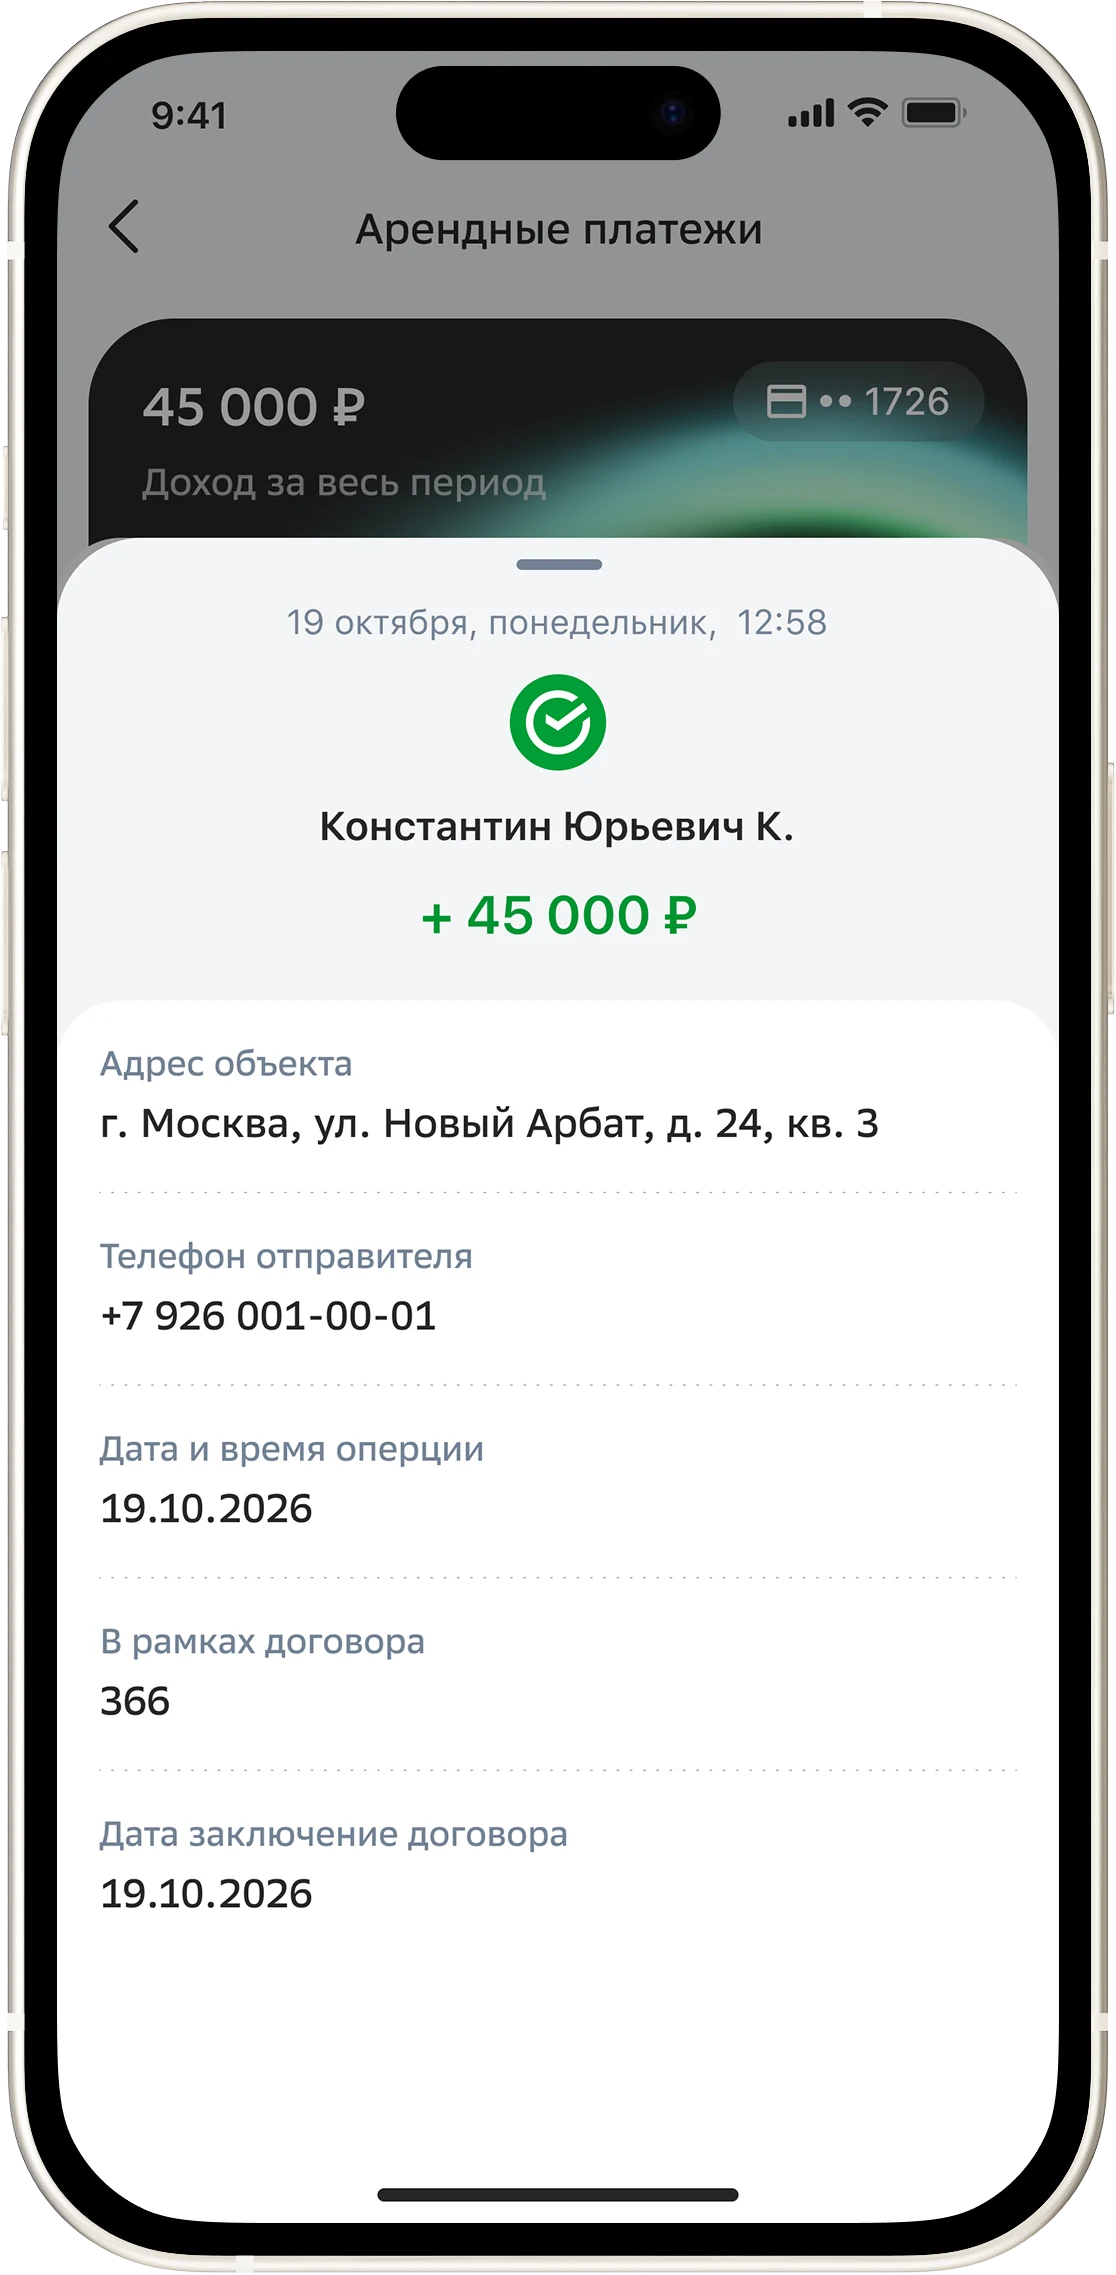 9:41
Арендные платежи
45 000 ₽
•• 1726
Доход за весь период
19 октября, понедельник, 12:58
Константин Юрьевич К.
+ 45 000 ₽
Адрес объекта
г. Москва, ул. Новый Арбат, д. 24, кв. 3
Телефон отправителя
+7 926 001-00-01
Дата и время оперции
19.10.2026
В рамках договора
366
Дата заключение договора
19.10.2026